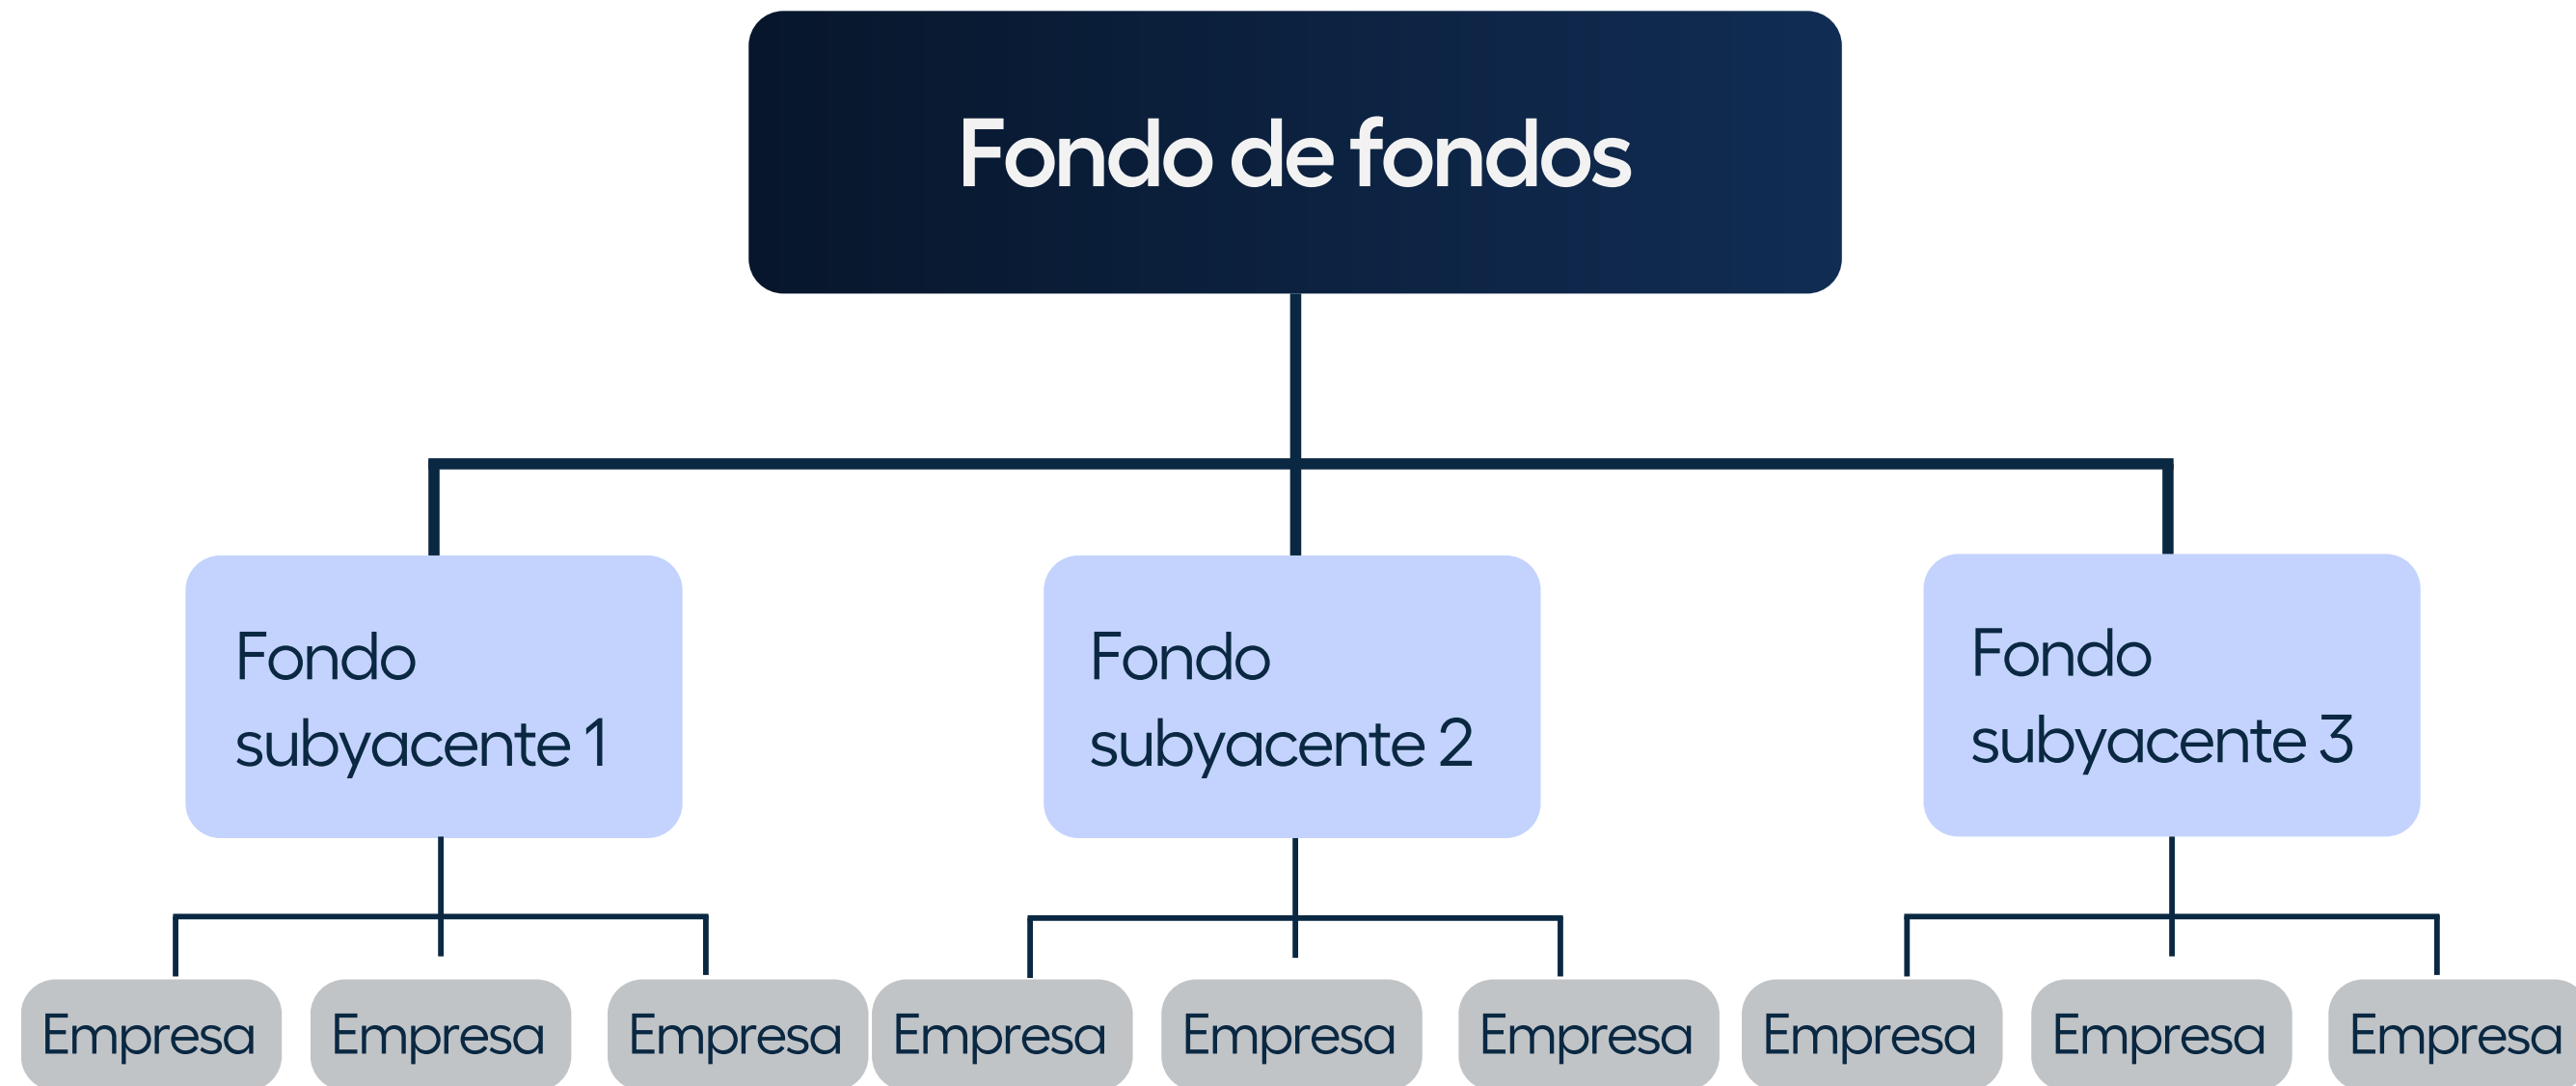 Fondo de fondos
Fondo
subyacente 1
Fondo
subyacente 2
Fondo
subyacente 3
Empresa
Empresa
Empresa
Empresa
Empresa
Empresa
Empresa
Empresa
Empresa